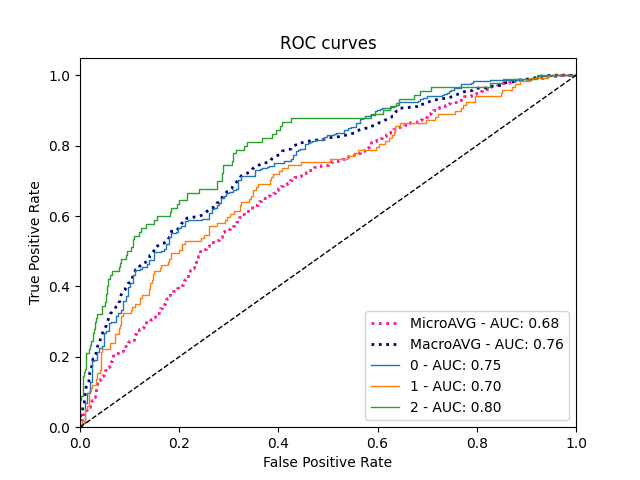 ROC curves
True Positive Rate
1.0
0.8
0.6
0.4
0.2
0.0
MicroAVG - AUC: 0.68
MacroAVG - AUC: 0.76
0 - AUC: 0.75
1 - AUC: 0.70
2 - AUC: 0.80
0.0 0.2 0.4 0.6 0.8 1.0
False Positive Rate